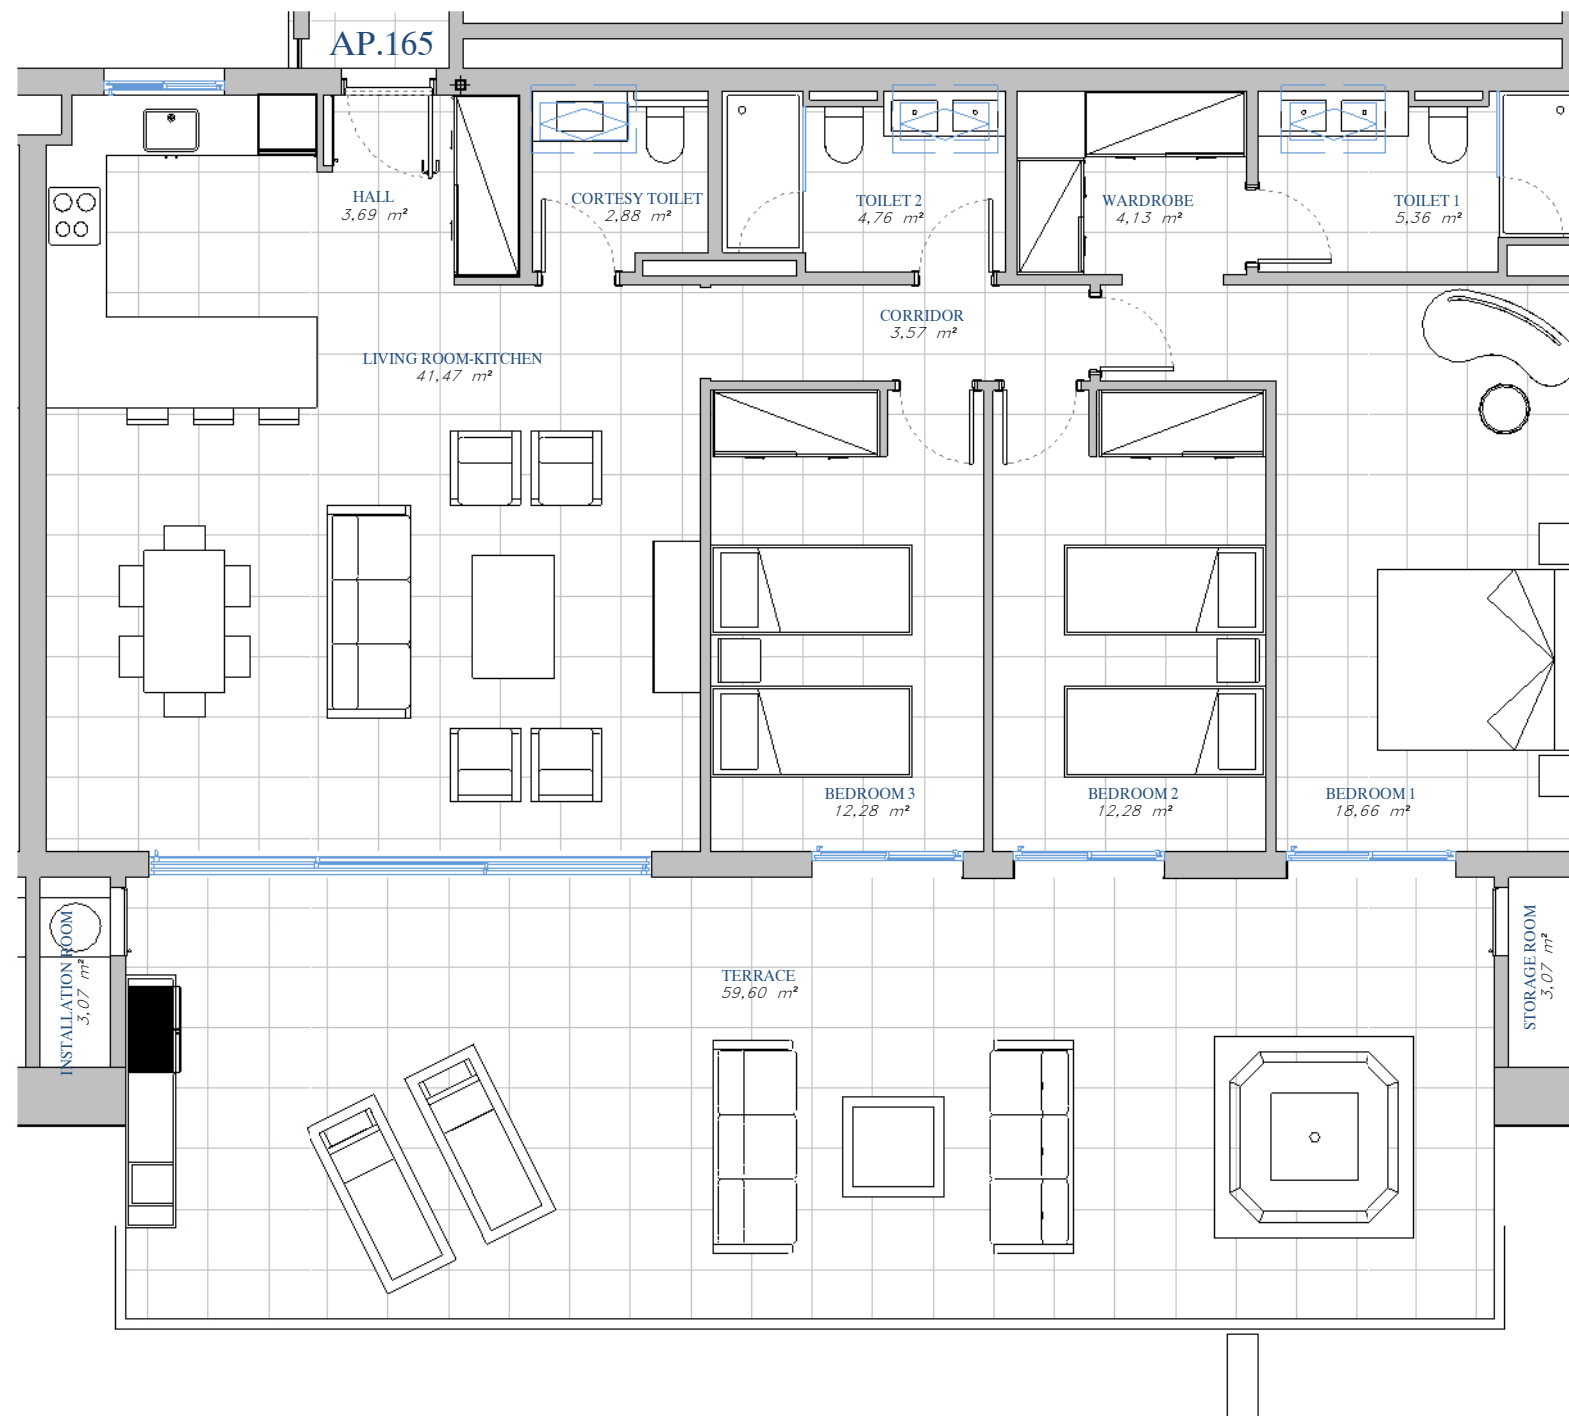 AP.165
HALL
3,69 m²
CORTESY TOILET
2,88 m²
TOILET 2
4,76 m²
WARDROBE
4,13 m²
TOILET 1
5,36 m²
CORRIDOR
3,57 m²
LIVING ROOM-KITCHEN
41,47 m²
BEDROOM 3
12,28 m²
BEDROOM 2
12,28 m²
BEDROOM 1
18,66 m²
INSTALLATION ROOM
3,07 m²
TERRACE
59,60 m²
STORAGE ROOM
3,07 m²